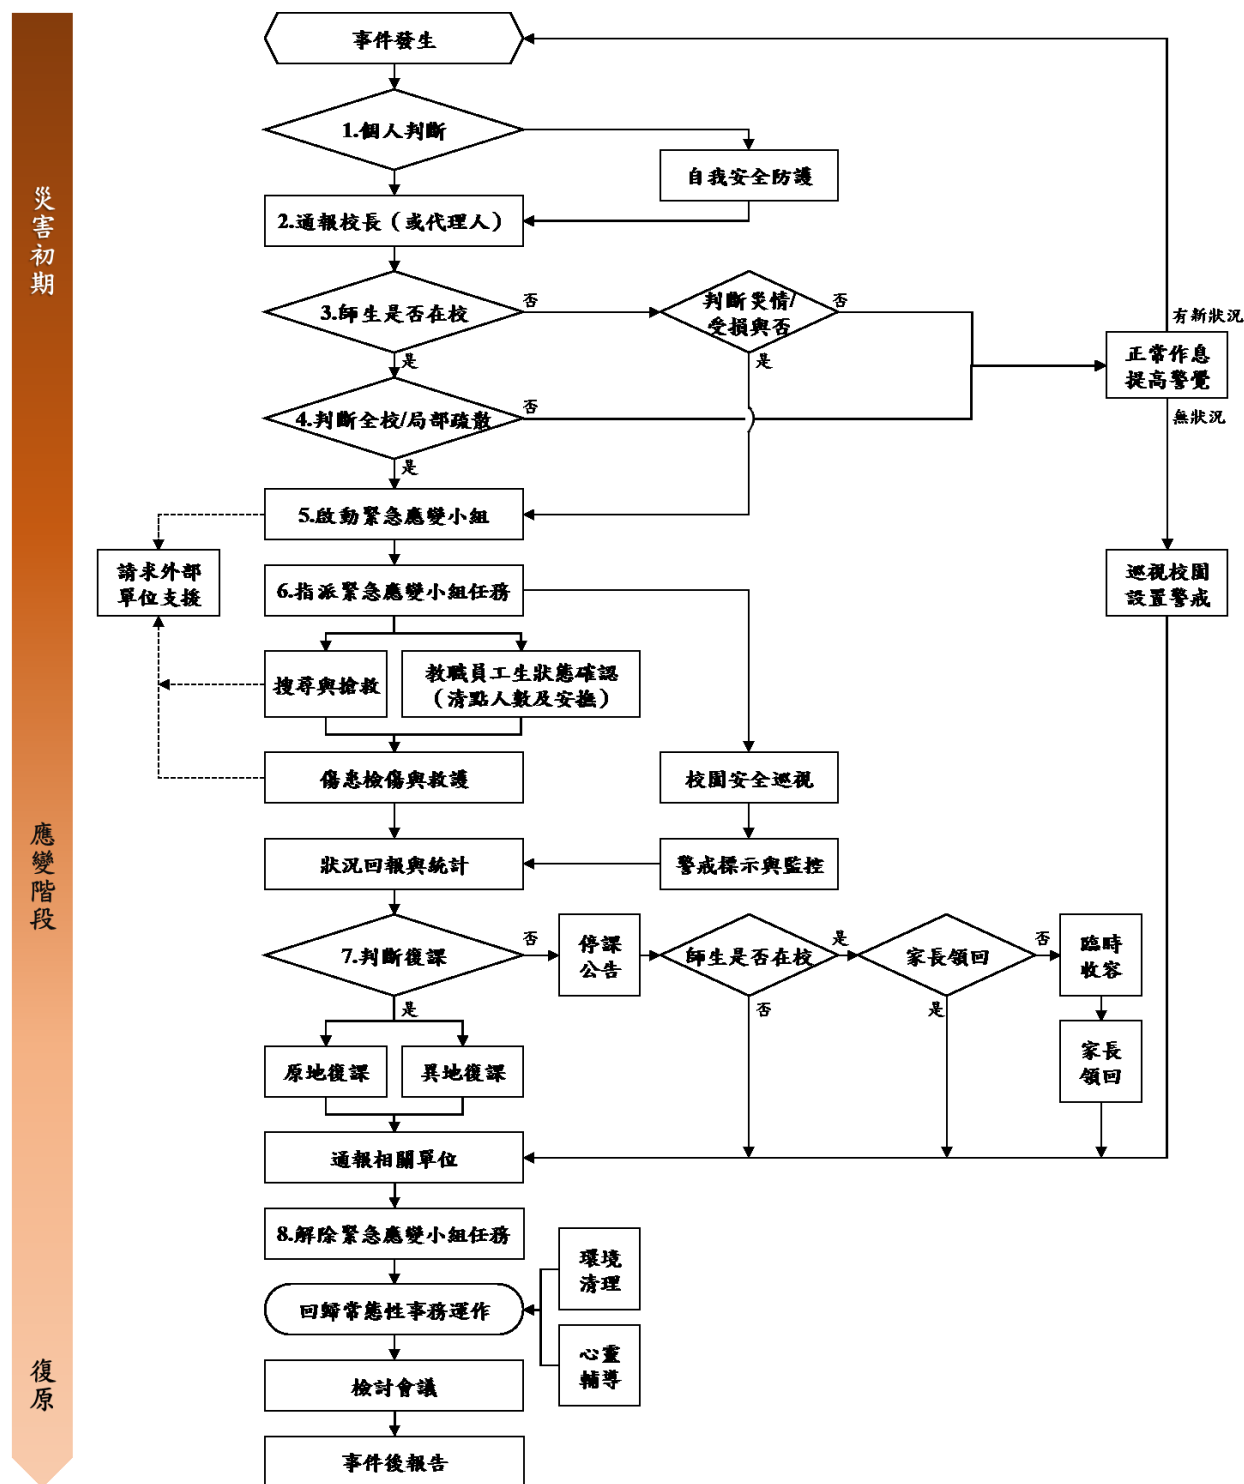 災害初期
應變階段
復原
事件發生
1.個人判斷
自我安全防護
2.通報校長（或代理人）
3.師生是否在校
否
判斷災情/
受損與否
否
有新狀況
正常作息
提高警覺
無狀況
是
是
4.判斷全校/局部疏散
否
是
5.啟動緊急應變小組
請求外部
單位支援
巡視校園
設置警戒
6.指派緊急應變小組任務
搜尋與搶救
教職員工生狀態確認
（清點人數及安撫）
傷患檢傷與救護
校園安全巡視
狀況回報與統計
警戒標示與監控
7.判斷復課
否
停課
公告
師生是否在校
是
家長領回
否
臨時
收容
是
否
是
原地復課
異地復課
家長
領回
通報相關單位
8.解除緊急應變小組任務
環境
清理
回歸常態性事務運作
心靈
輔導
檢討會議
事件後報告